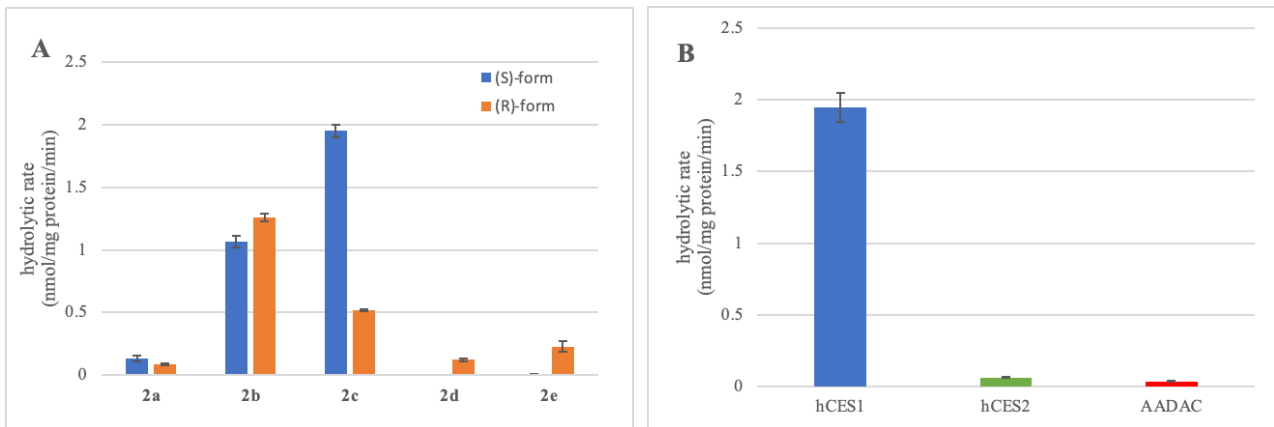 A
2.5
2
1.5
1
0.5
0
hydrolytic rate
(nmol/mg protein/min)
(S)-form
(R)-form
2a 2b 2c 2d 2e
B
2.5
2
1.5
1
0.5
0
hydrolytic rate
(nmol/mg protein/min)
hCES1 hCES2 AADAC